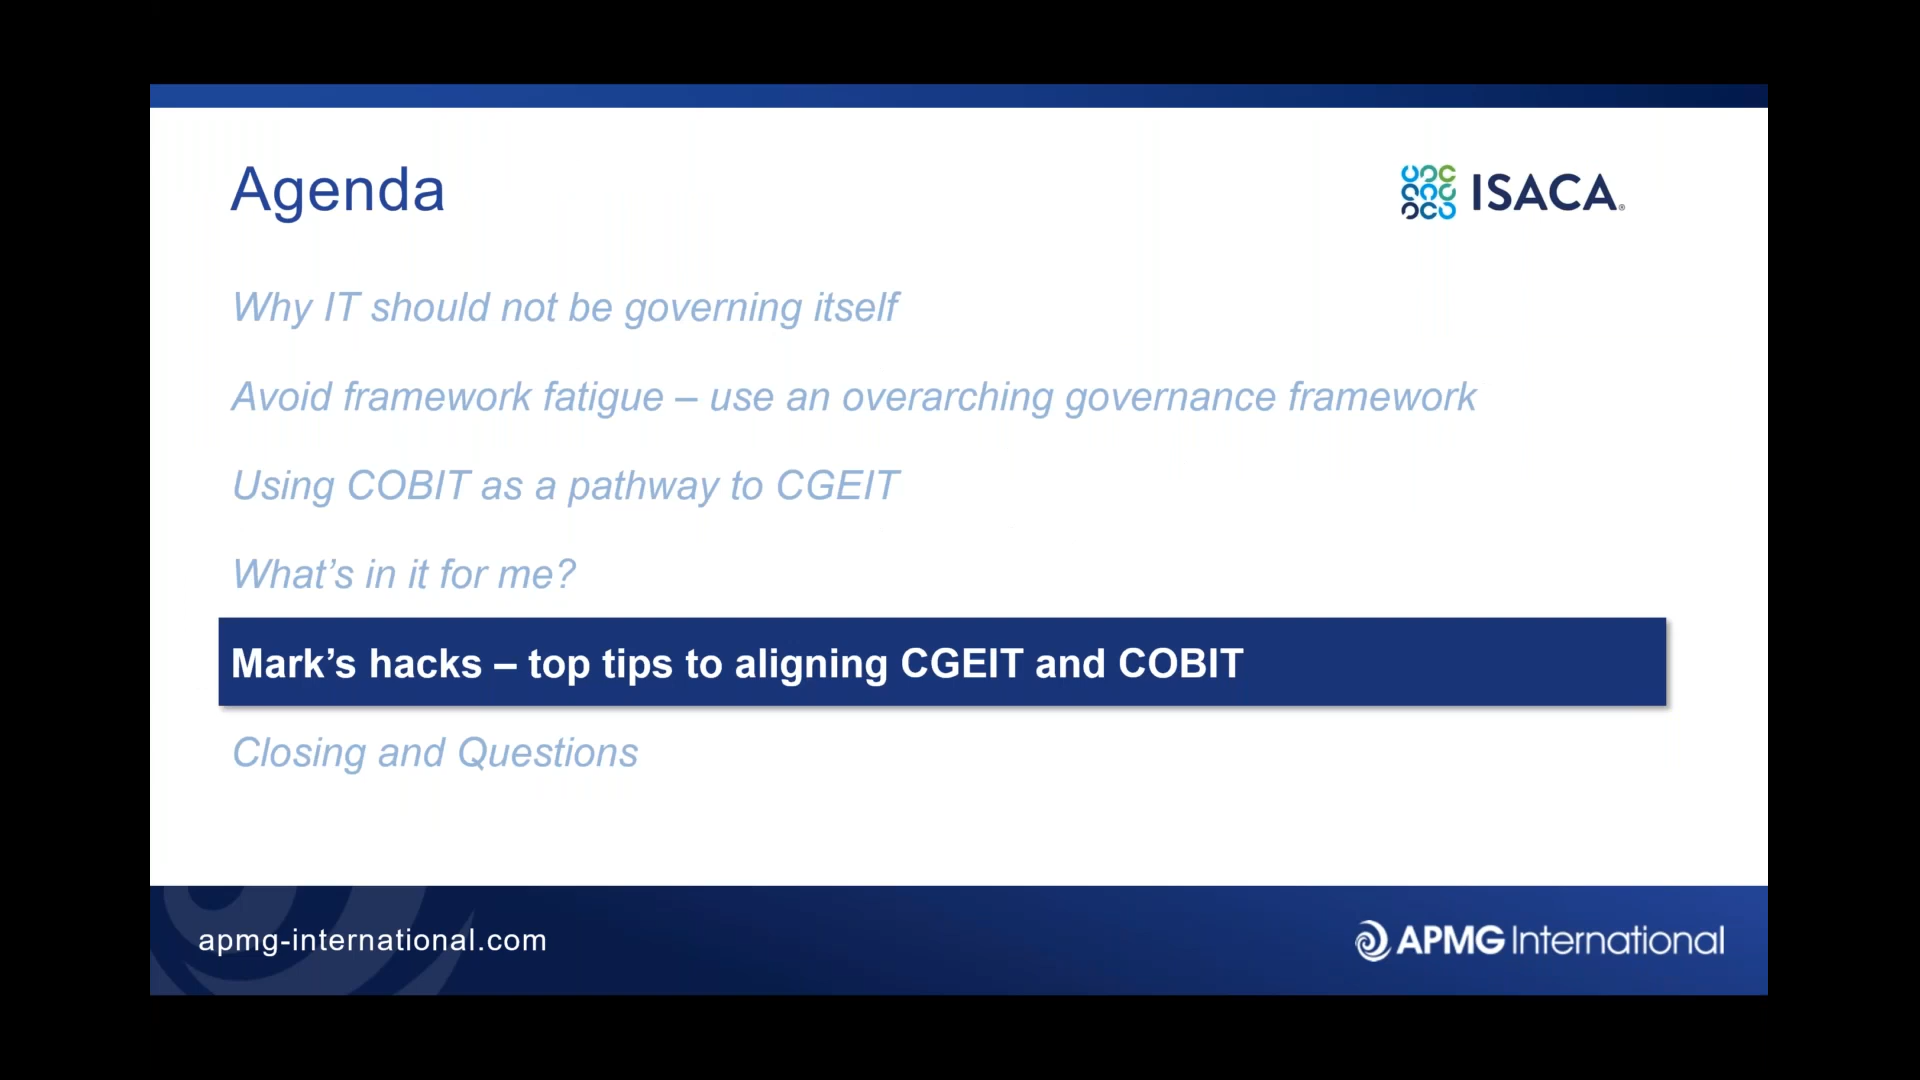 Agenda
ISACA®
Why IT should not be governing itself
Avoid framework fatigue – use an overarching governance framework
Using COBIT as a pathway to CGEIT
What’s in it for me?
Mark’s hacks – top tips to aligning CGEIT and COBIT
Closing and Questions
apmg-international.com
APMG International